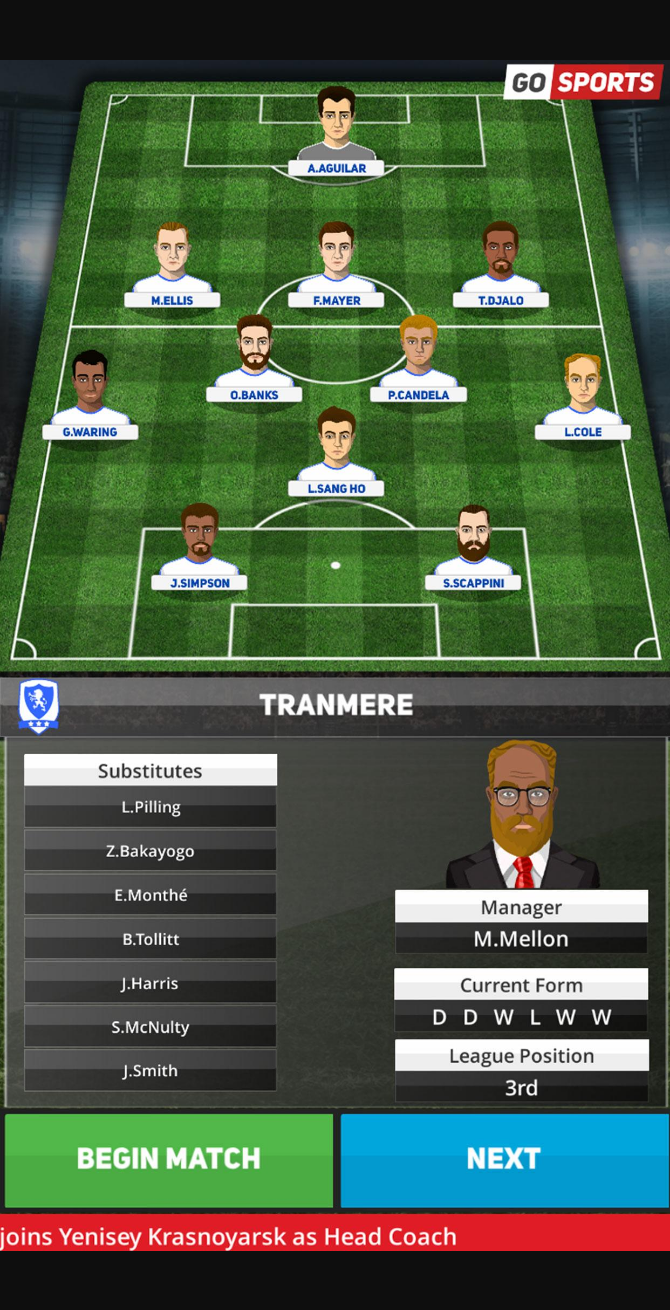 GO SPORTS
A.AGUILAR
M.ELLIS
F.MAYER
T.DJALO
O.BANKS
P.CANDELA
G.WARING
L.COLE
L.SANG HO
J.SIMPSON
S.SCAPPINI
TRANMERE
Substitutes
L.Pilling
Z.Bakayogo
E.Monthé
B.Tollitt
J.Harris
S.McNulty
J.Smith
Manager
M.Mellon
Current Form
D D W L W W
League Position
3rd
BEGIN MATCH
NEXT
joins Yenisey Krasnoyarsk as Head Coach